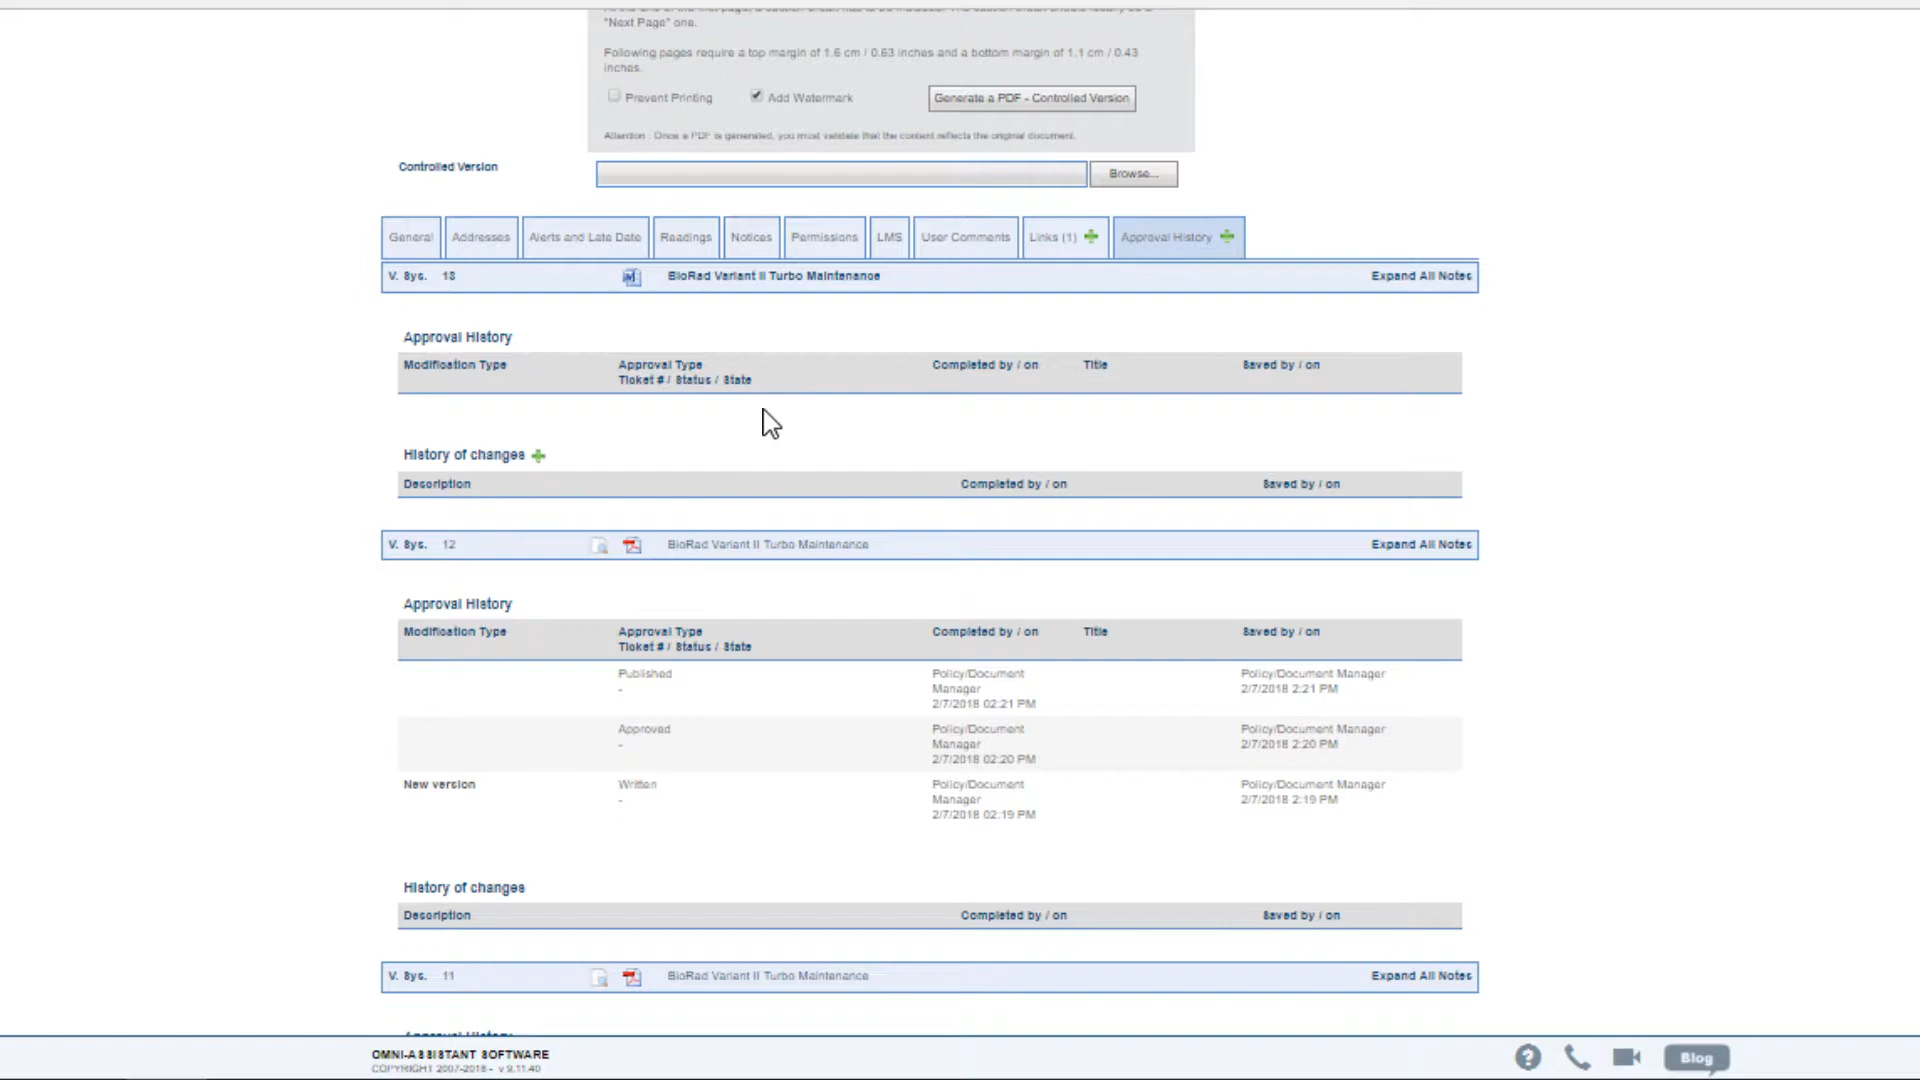 "Next Page" one.
Following pages require a top margin of 1.6 cm / 0.63 inches and a bottom margin of 1.1 cm / 0.43
inches.
Prevent Printing Add Watermark Generate a PDF - Controlled Version
Attention : Once a PDF is generated, you must validate that the content reflects the original document.
Controlled Version Browse...
General Addresses Alerts and Late Date Readings Notices Permissions LMS User Comments Links (1) Approval History
V. Sys. 13 BioRad Variant II Turbo Maintenance Expand All Notes
Approval History
Modification Type Approval Type Completed by / on Title Saved by / on
Ticket # / Status / State
History of changes
Description Completed by / on Saved by / on
V. Sys. 12 BioRad Variant II Turbo Maintenance Expand All Notes
Approval History
Modification Type Approval Type Completed by / on Title Saved by / on
Ticket # / Status / State
Published Policy/Document Policy/Document Manager
- Manager 2/7/2018 2:21 PM
2/7/2018 02:21 PM
Approved Policy/Document Policy/Document Manager
- Manager 2/7/2018 2:20 PM
2/7/2018 02:20 PM
New version Written Policy/Document Policy/Document Manager
- Manager 2/7/2018 2:19 PM
2/7/2018 02:19 PM
History of changes
Description Completed by / on Saved by / on
V. Sys. 11 BioRad Variant II Turbo Maintenance Expand All Notes
Approval History
OMNI-ASSISTANT SOFTWARE
COPYRIGHT 2007-2018 - v 9.11.40
Blog